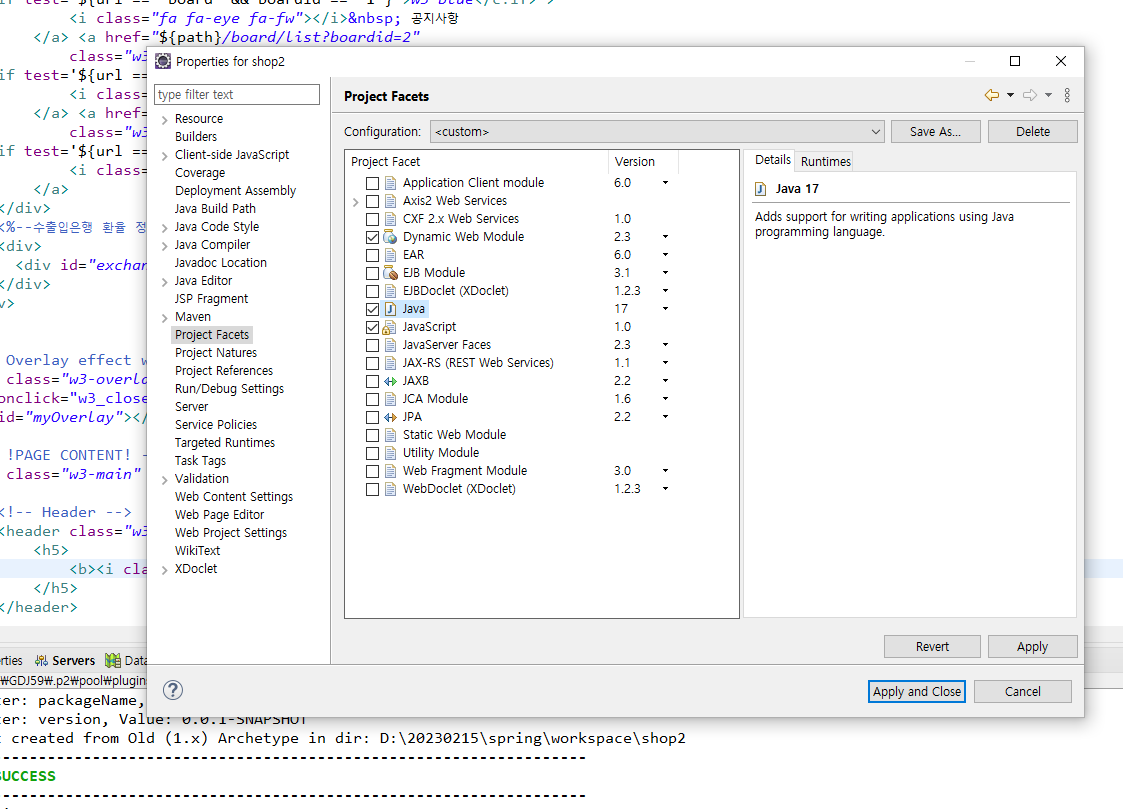 if test='${url == "board" && boardid == "1"}'>w3-blue</c:if>">
<i class="fa fa-eye fa-fw"></i>&nbsp; 공지사항
</a> <a href="${path}/board/list?boardid=2"
class="w3
if test='${url ==
<i class=
</a> <a href=
class="w3
if test='${url ==
<i class=
</a>
</div>
<%--수출입은행 환율 정
<div>
<div id="exchan
</div>
v>
Overlay effect w
class="w3-overla
onclick="w3_close
id="myOverlay"></
!PAGE CONTENT! -
class="w3-main"
<!-- Header -->
<header class="w3
<h5>
<b><i cla
</h5>
</header>
Properties for shop2
type filter text
Resource
Builders
Client-side JavaScript
Coverage
Deployment Assembly
Java Build Path
Java Code Style
Java Compiler
Javadoc Location
Java Editor
JSP Fragment
Maven
Project Facets
Project Natures
Project References
Run/Debug Settings
Server
Service Policies
Targeted Runtimes
Task Tags
Validation
Web Content Settings
Web Page Editor
Web Project Settings
WikiText
XDoclet
Project Facets
Configuration: <custom> Save As... Delete
Project Facet Version
Application Client module 6.0
Axis2 Web Services
CXF 2.x Web Services 1.0
Dynamic Web Module 2.3
EAR 6.0
EJB Module 3.1
EJBDoclet (XDoclet) 1.2.3
Java 17
JavaScript 1.0
JavaServer Faces 2.3
JAX-RS (REST Web Services) 1.1
JAXB 2.2
JCA Module 1.6
JPA 2.2
Static Web Module
Utility Module
Web Fragment Module 3.0
WebDoclet (XDoclet) 1.2.3
Details Runtimes
Java 17
Adds support for writing applications using Java
programming language.
Revert Apply
Apply and Close Cancel
rties Servers Data
₩GDJ59₩.p2₩pool₩plugin
ter: packageName,
ter: version, Value: 0.0.1-SNAPSHOT
t created from Old (1.x) Archetype in dir: D:\20230215\spring\workspace\shop2
------------------------------------------------------------
SUCCESS
------------------------------------------------------------